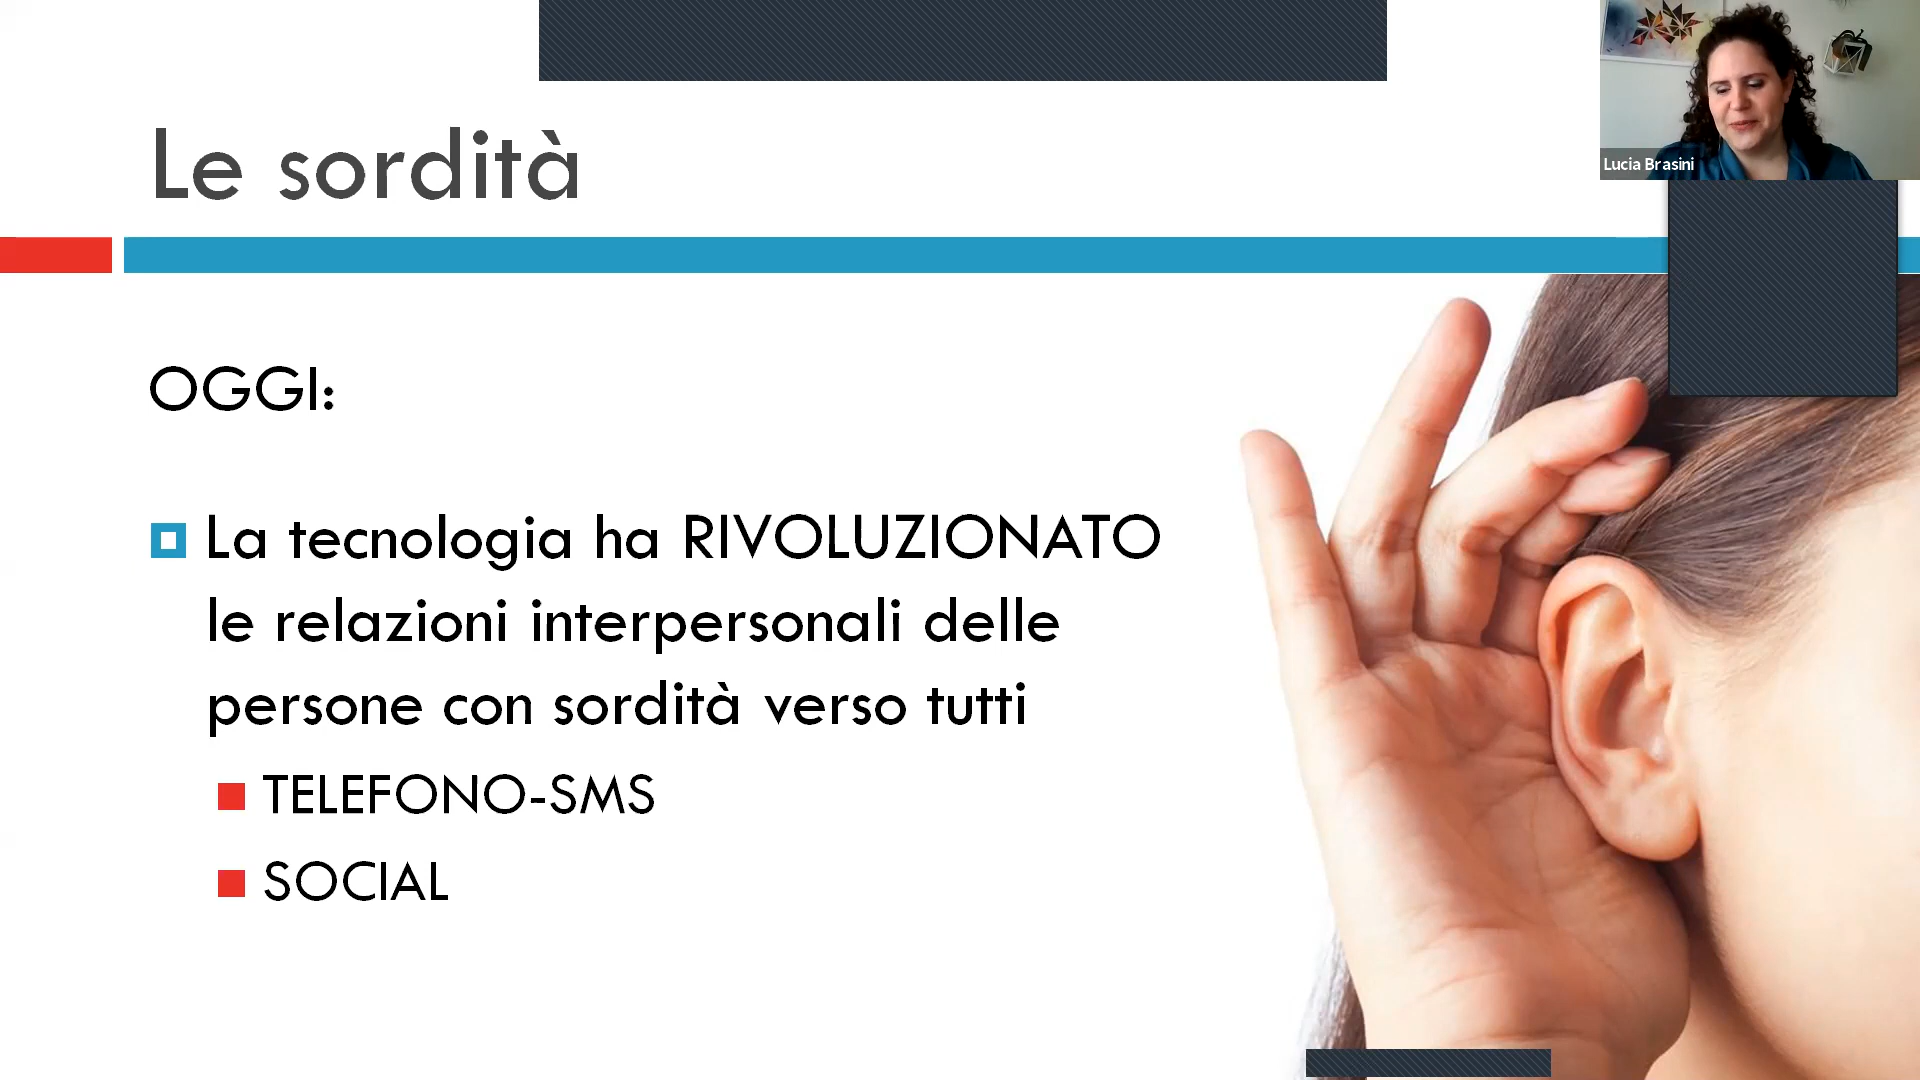 Le sordità
Lucia Brasini
OGGI:
La tecnologia ha RIVOLUZIONATO
le relazioni interpersonali delle
persone con sordità verso tutti
TELEFONO-SMS
SOCIAL